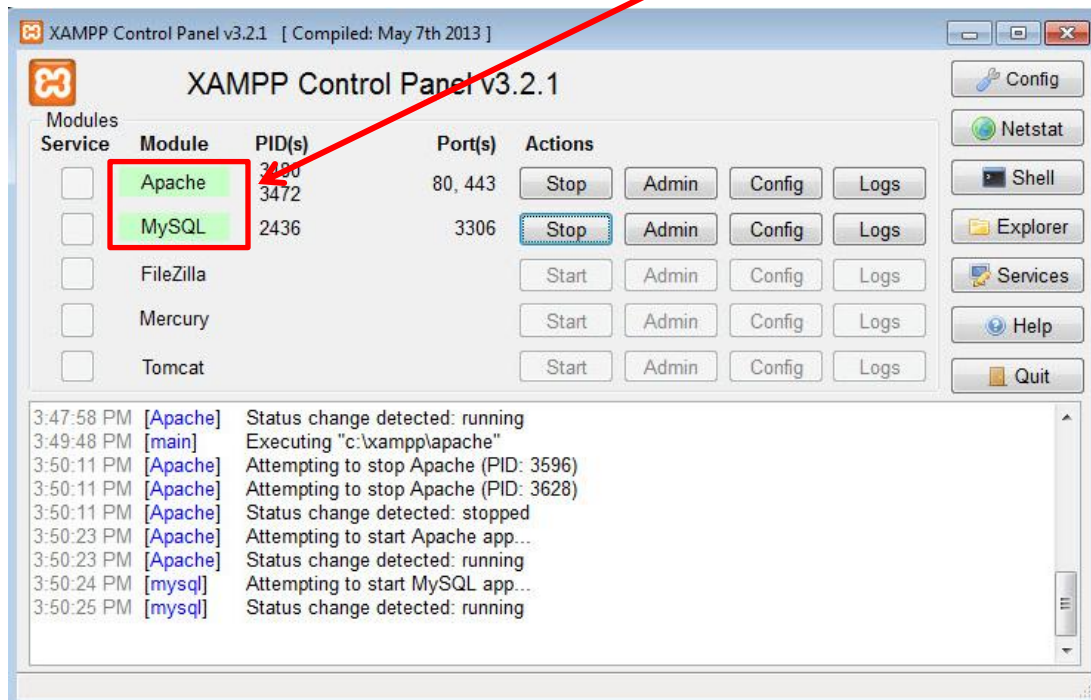 XAMPP Control Panel v3.2.1 [ Compiled: May 7th 2013 ]
XAMPP Control Panel v3.2.1
Config
Modules
Netstat
Service Module PID(s) Port(s) Actions
Apache 3472 80, 443 Stop Admin Config Logs
Shell
MySQL 2436 3306 Stop Admin Config Logs
Explorer
FileZilla Start Admin Config Logs
Services
Mercury Start Admin Config Logs
Help
Tomcat Start Admin Config Logs
Quit
3:47:58 PM [Apache] Status change detected: running
3:49:48 PM [main] Executing "c:\xampp\apache"
3:50:11 PM [Apache] Attempting to stop Apache (PID: 3596)
3:50:11 PM [Apache] Attempting to stop Apache (PID: 3628)
3:50:11 PM [Apache] Status change detected: stopped
3:50:23 PM [Apache] Attempting to start Apache app...
3:50:23 PM [Apache] Status change detected: running
3:50:24 PM [mysql] Attempting to start MySQL app...
3:50:25 PM [mysql] Status change detected: running